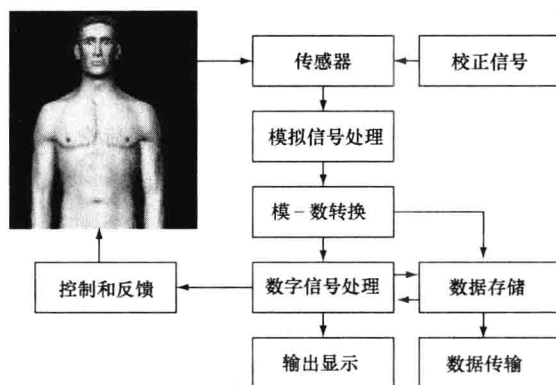 传感器
校正信号
模拟信号处理
模-数转换
控制和反馈
数字信号处理
数据存储
输出显示
数据传输